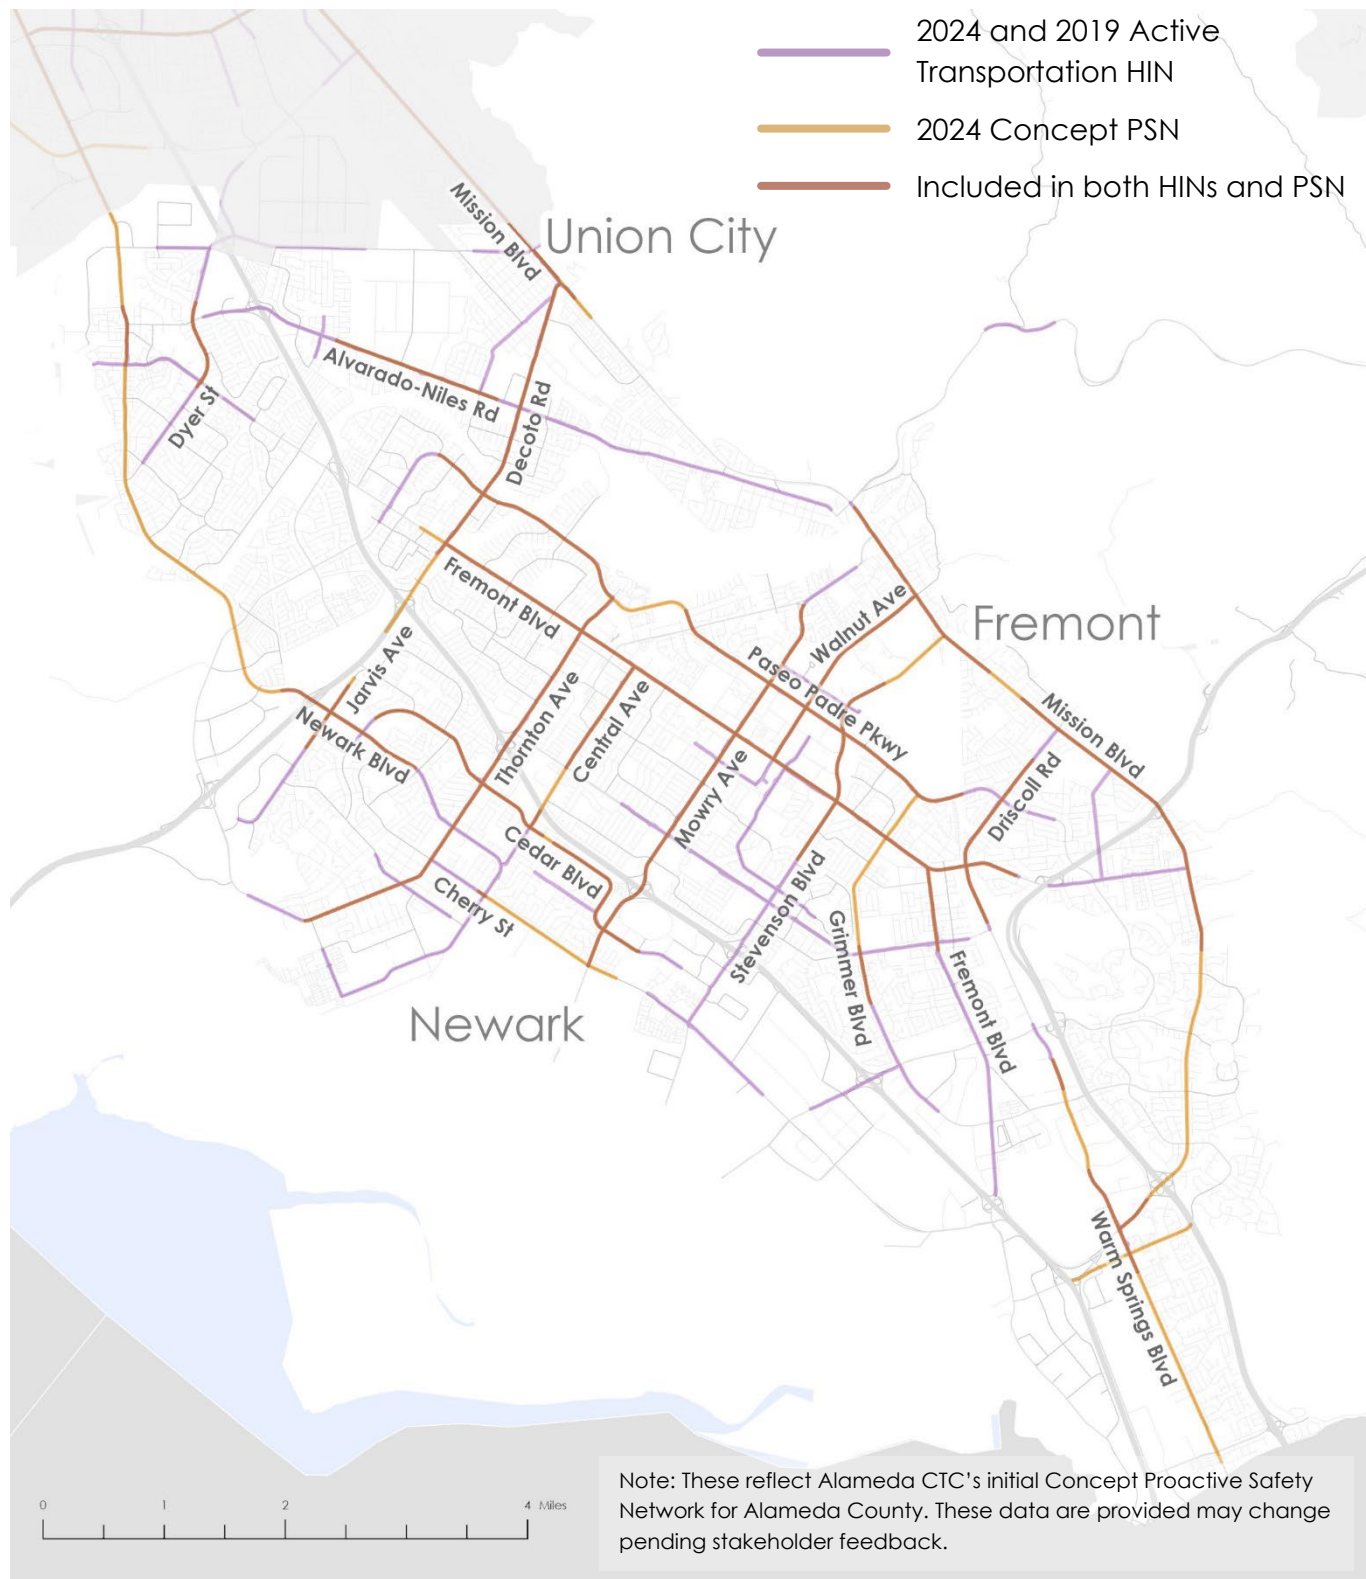 2024 and 2019 Active
Transportation HIN
2024 Concept PSN
Included in both HINs and PSN
Mission Blvd
Union City
Alvarado-Niles Rd
Dyer St
Decoto Rd
Fremont Blvd
Walnut Ave
Fremont
Paseo Padre Pkwy
Jarvis Ave
Newark Blvd
Thornton Ave
Central Ave
Mission Blvd
Mowry Ave
Driscoll Rd
Cedar Blvd
Cherry St
Stevenson Blvd
Grimmer Blvd
Fremont Blvd
Newark
Warm Springs Blvd
0 1 2 4 Miles
Note: These reflect Alameda CTC’s initial Concept Proactive Safety
Network for Alameda County. These data are provided may change
pending stakeholder feedback.